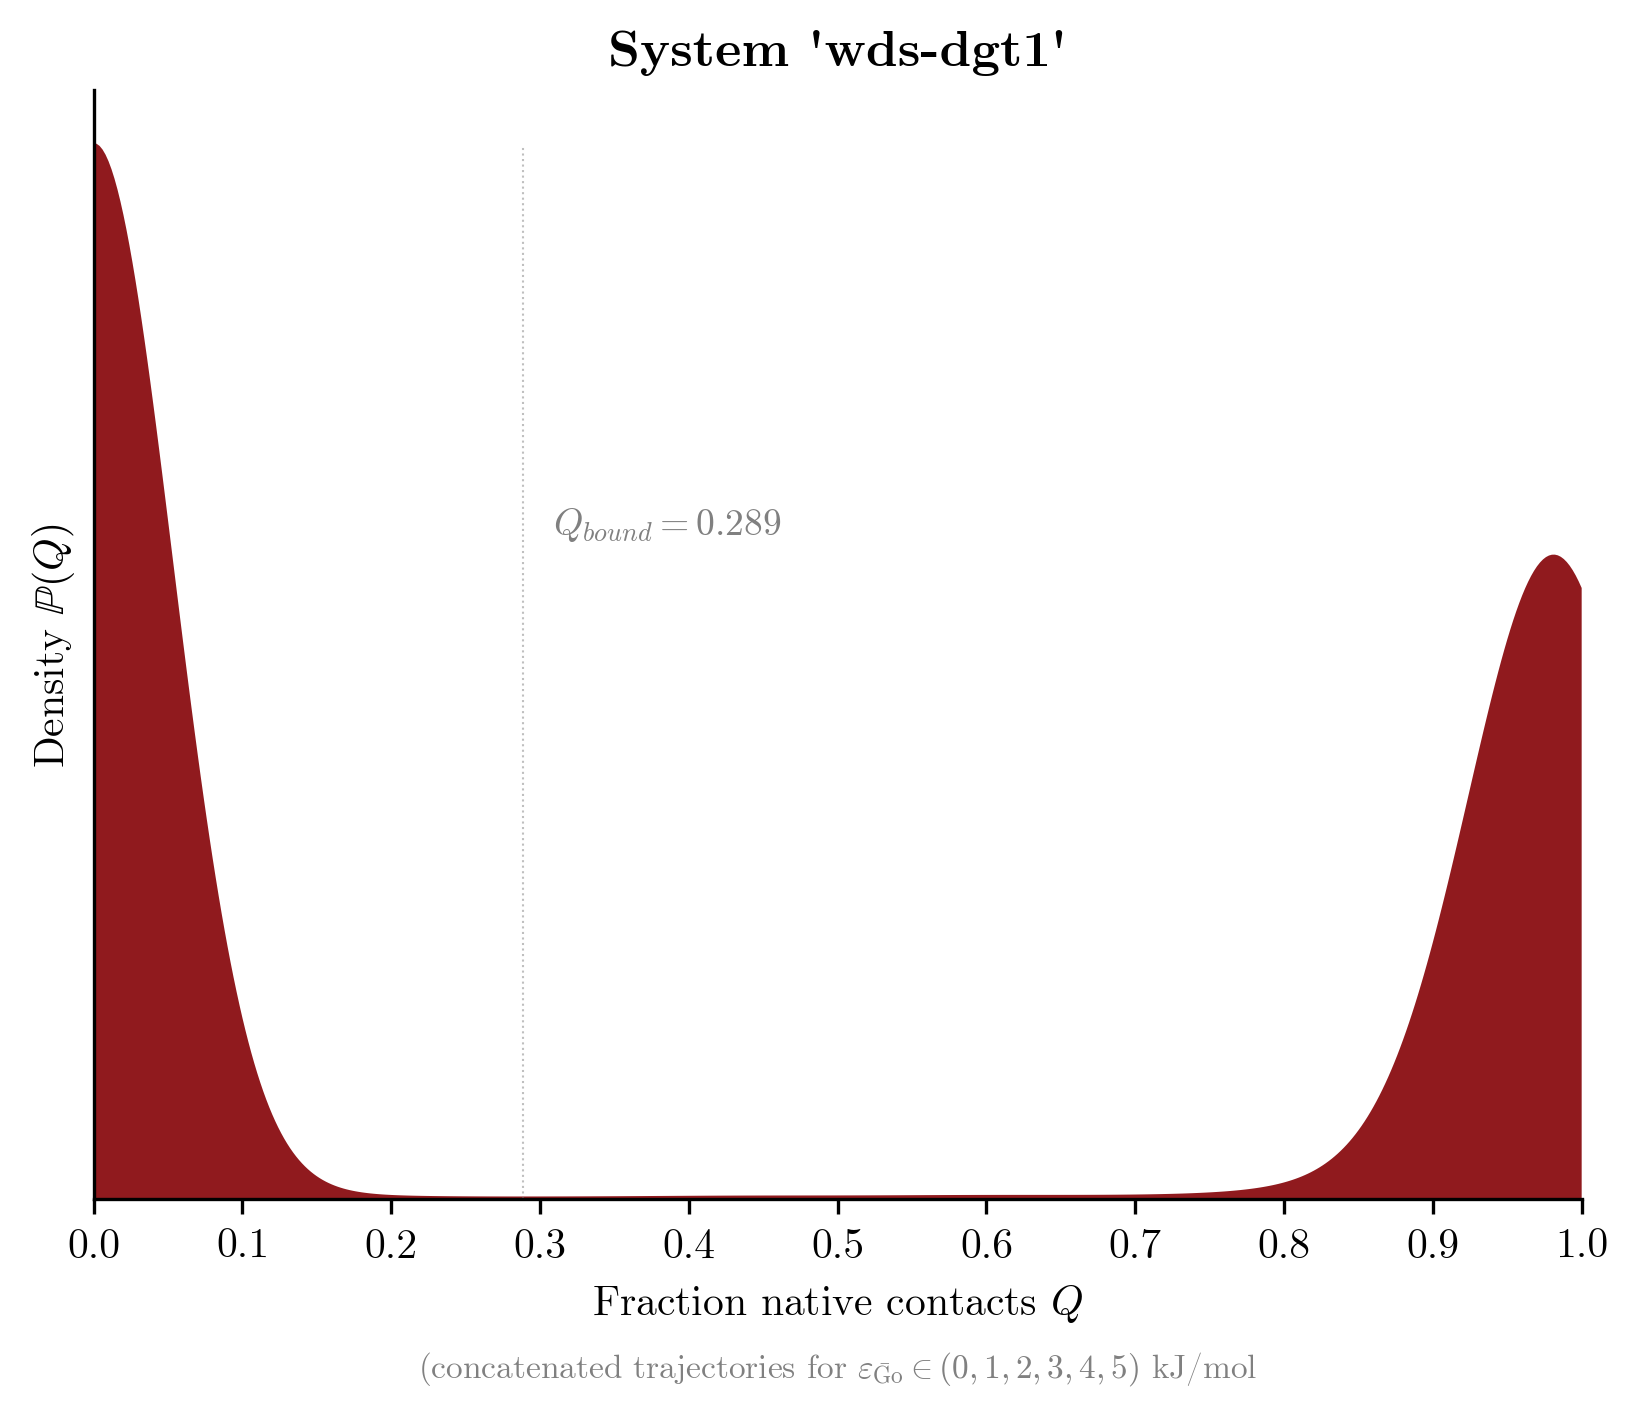 System 'wds-dgt1'
Density ℙ(Q)
Q_bound = 0.289
0.0 0.1 0.2 0.3 0.4 0.5 0.6 0.7 0.8 0.9 1.0
Fraction native contacts Q
(concatenated trajectories for ε_Ḡo ∈ (0, 1, 2, 3, 4, 5) kJ/mol